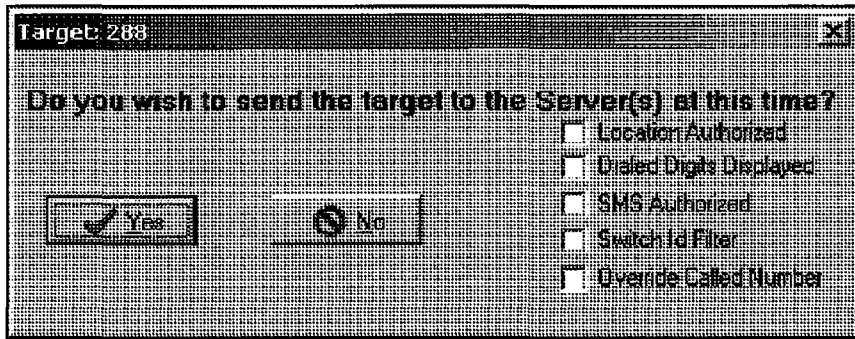 Target: 288
Do you wish to send the target to the Server(s) at this time?
Location Authorized
Dialed Digits Displayed
SMS Authorized
Switch Id Filter
Override Called Number
Yes
No